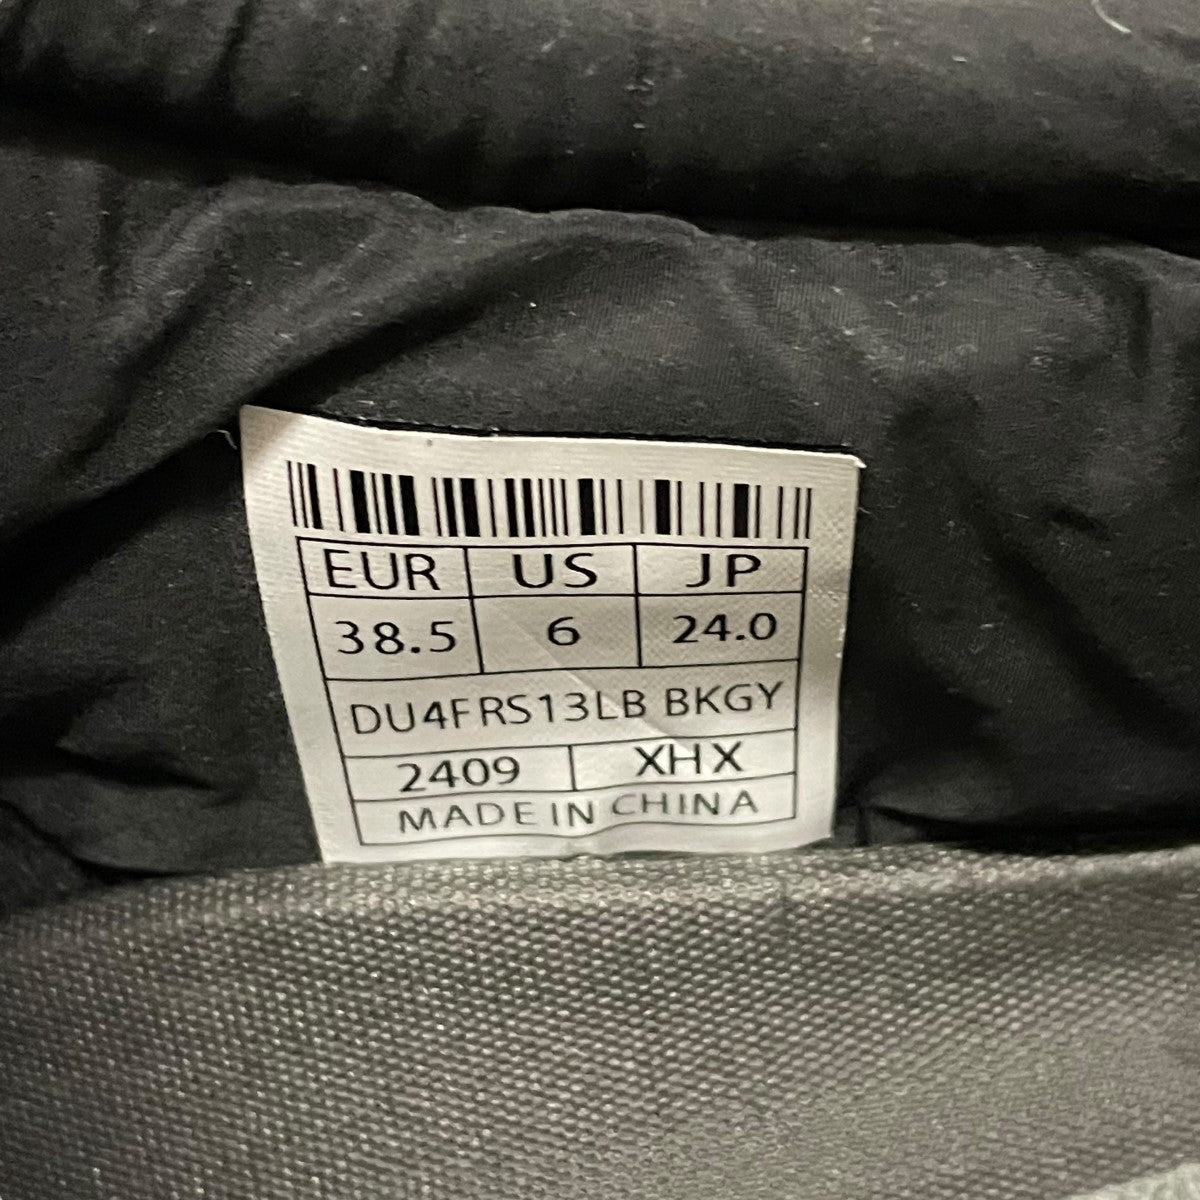 EUR US JP
38.5 6 24.0
DU4FRS13LB BKGY
2409 XHX
MADE IN CHINA